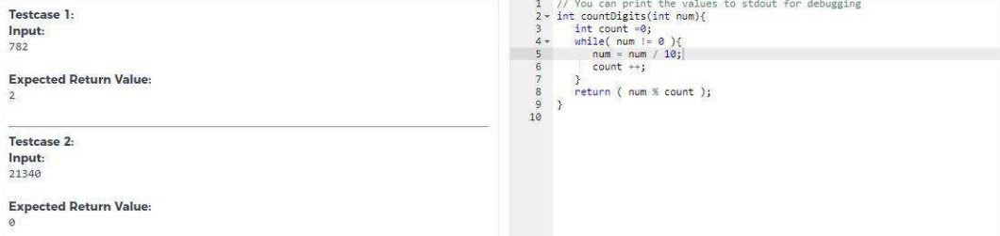 Testcase 1:
Input:
782
Expected Return Value:
2
Testcase 2:
Input:
21340
Expected Return Value:
0
1 // You can print the values to stdout for debugging
2 int countDigits(int num){
3 int count =0;
4 while( num != 0 ){
5 num = num / 10;
6 count ++;
7 }
8 return ( num % count );
9 }
10